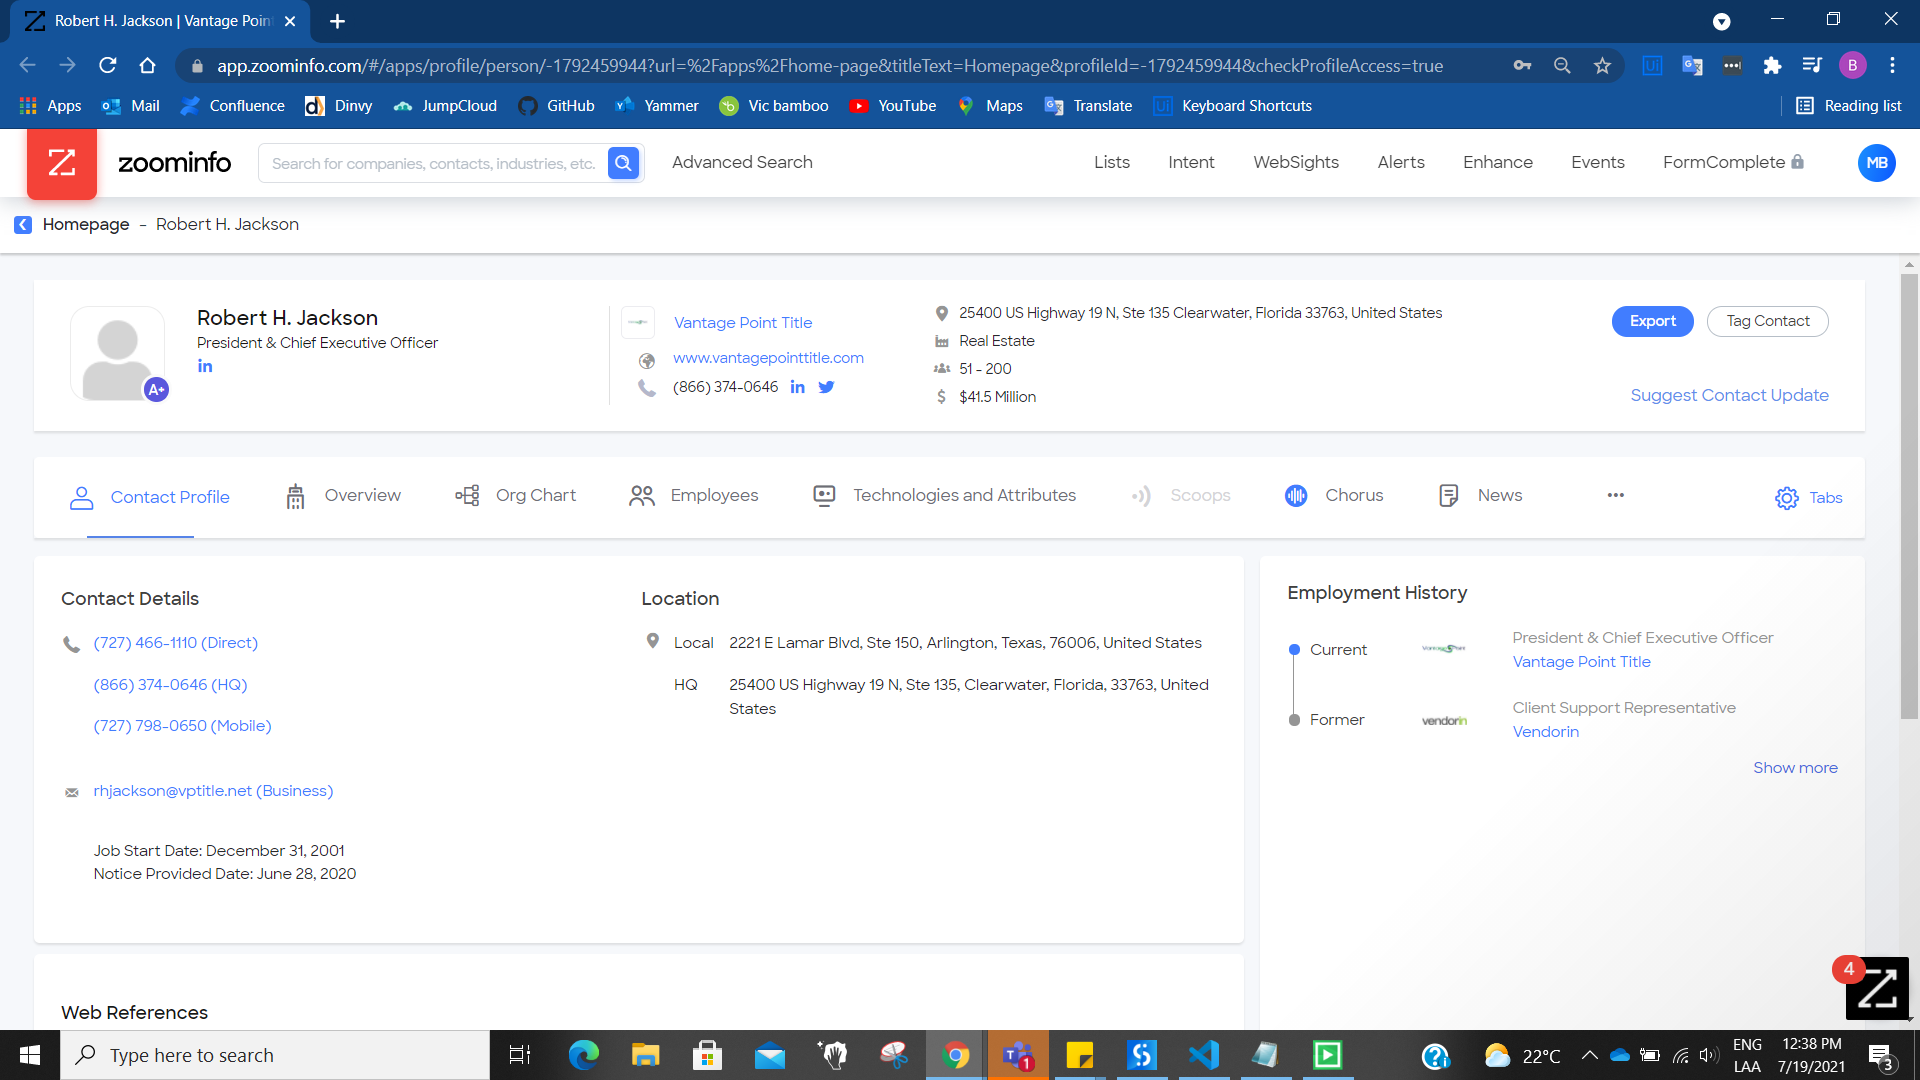 Robert H. Jackson | Vantage Poin
app.zoominfo.com/#/apps/profile/person/-1792459944?url=%2Fapps%2Fhome-page&titleText=Homepage&profileId=-1792459944&checkProfileAccess=true
B
Apps
Mail
Confluence
Dinvy
JumpCloud
GitHub
Yammer
Vic bamboo
YouTube
Maps
Translate
Keyboard Shortcuts
Reading list
zoominfo
Search for companies, contacts, industries, etc.
Advanced Search
Lists
Intent
WebSights
Alerts
Enhance
Events
FormComplete
MB
Homepage - Robert H. Jackson
Robert H. Jackson
President & Chief Executive Officer
A+
Vantage Point Title
www.vantagepointtitle.com
(866) 374-0646
25400 US Highway 19 N, Ste 135 Clearwater, Florida 33763, United States
Real Estate
51 - 200
$41.5 Million
Export
Tag Contact
Suggest Contact Update
Contact Profile
Overview
Org Chart
Employees
Technologies and Attributes
Scoops
Chorus
News
Tabs
Contact Details
(727) 466-1110 (Direct)
(866) 374-0646 (HQ)
(727) 798-0650 (Mobile)
rhjackson@vptitle.net (Business)
Job Start Date: December 31, 2001
Notice Provided Date: June 28, 2020
Location
Local 2221 E Lamar Blvd, Ste 150, Arlington, Texas, 76006, United States
HQ 25400 US Highway 19 N, Ste 135, Clearwater, Florida, 33763, United
States
Employment History
Current
President & Chief Executive Officer
Vantage Point Title
Former
vendorin
Client Support Representative
Vendorin
Show more
Web References
4
Type here to search
1
22°C
ENG
LAA
12:38 PM
7/19/2021
3